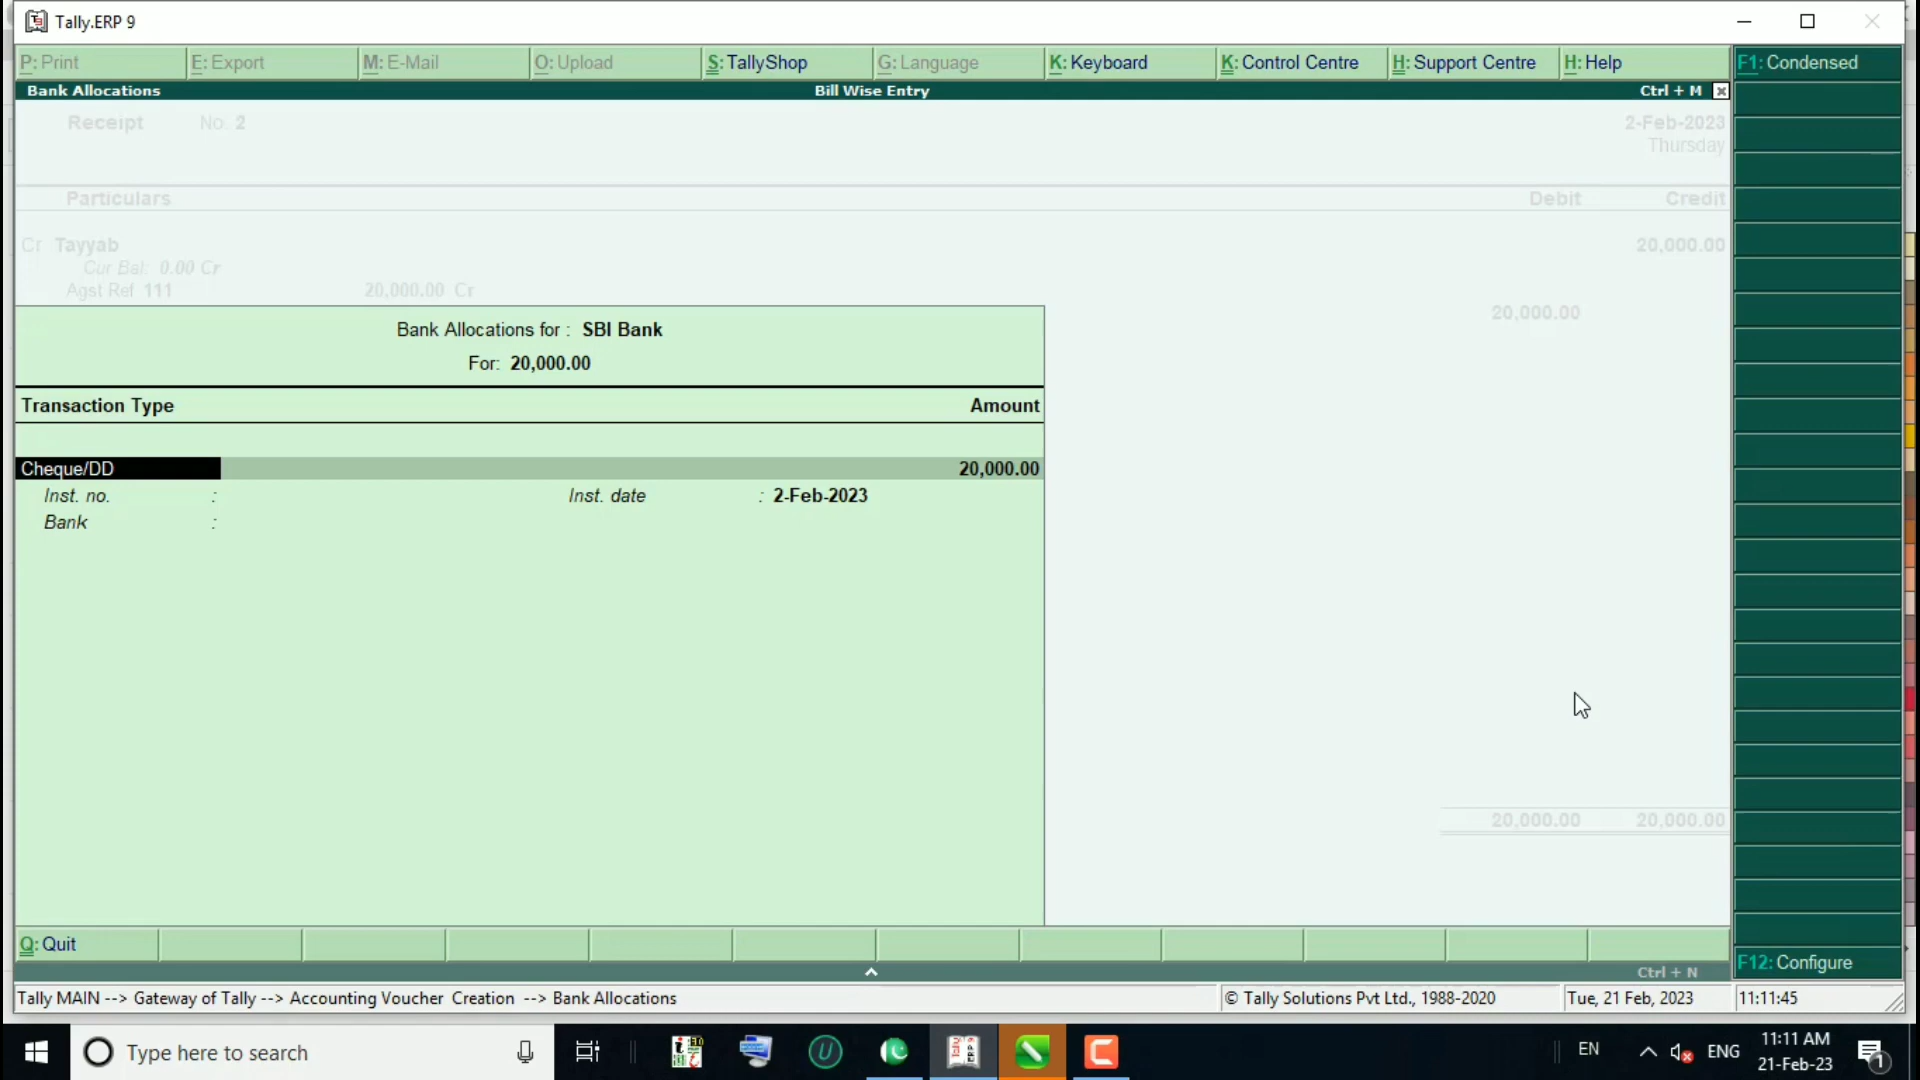 Tally.ERP 9
P: Print E: Export M: E-Mail O: Upload S: TallyShop G: Language K: Keyboard K: Control Centre H: Support Centre H: Help F1: Condensed
Bank Allocations Bill Wise Entry Ctrl + M
Receipt No. 2 2-Feb-2023
Thursday
Particulars Debit Credit
Cr Tayyab 20,000.00
Cur Bal: 0.00 Cr
Agst Ref 111 20,000.00 Cr
20,000.00
Bank Allocations for : SBI Bank
For: 20,000.00
Transaction Type Amount
Cheque/DD 20,000.00
Inst. no. : Inst. date : 2-Feb-2023
Bank :
20,000.00 20,000.00
Q: Quit
F12: Configure
Ctrl + N
Tally MAIN --> Gateway of Tally --> Accounting Voucher Creation --> Bank Allocations © Tally Solutions Pvt Ltd., 1988-2020 Tue, 21 Feb, 2023 11:11:45
Type here to search EN ENG 11:11 AM
21-Feb-23 1